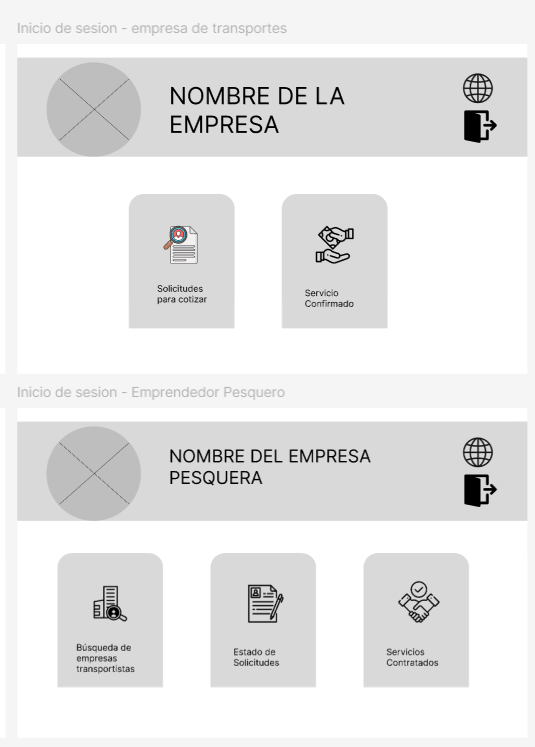 Inicio de sesion - empresa de transportes
NOMBRE DE LA
EMPRESA
Solicitudes
para cotizar
Servicio
Confirmado
Inicio de sesion - Emprendedor Pesquero
NOMBRE DEL EMPRESA
PESQUERA
Búsqueda de
empresas
transportistas
Estado de
Solicitudes
Servicios
Contratados